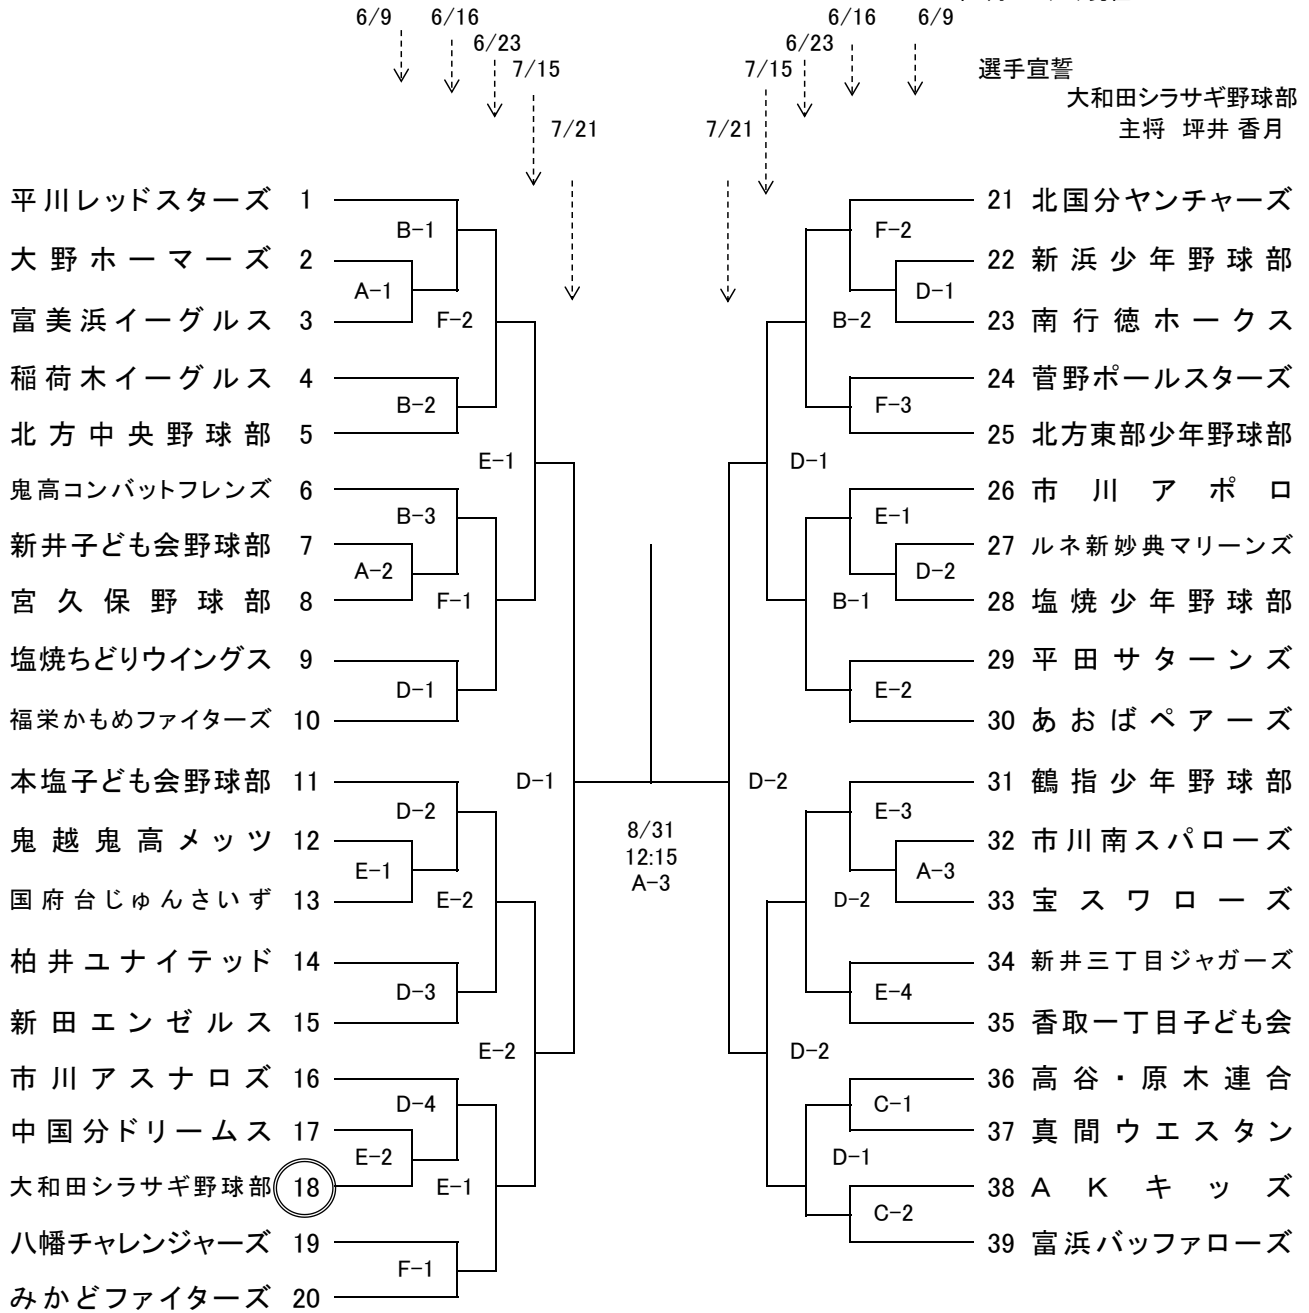 6/9
6/16
6/23
7/15
7/21
6/16
6/9
6/23
7/15
7/21
選手宣誓
大和田シラサギ野球部
主将 坪井 香月
平川レッドスターズ 1
大野ホーマーズ 2
富美浜イーグルス 3
稲荷木イーグルス 4
北方中央野球部 5
鬼高コンバットフレンズ 6
新井子ども会野球部 7
宮久保野球部 8
塩焼ちどりウイングス 9
福栄かもめファイターズ 10
本塩子ども会野球部 11
鬼越鬼高メッツ 12
国府台じゅんさいず 13
柏井ユナイテッド 14
新田エンゼルス 15
市川アスナロズ 16
中国分ドリームス 17
大和田シラサギ野球部 18
八幡チャレンジャーズ 19
みかどファイターズ 20
B-1
A-1
F-2
B-2
E-1
B-3
A-2
F-1
D-1
D-1
D-2
E-1
E-2
D-3
E-2
D-4
E-2
E-1
F-1
8/31
12:15
A-3
F-2
D-1
B-2
F-3
D-1
E-1
D-2
B-1
E-2
D-2
E-3
A-3
D-2
E-4
D-2
C-1
D-1
C-2
21 北国分ヤンチャーズ
22 新浜少年野球部
23 南行徳ホークス
24 菅野ポールスターズ
25 北方東部少年野球部
26 市川アポロ
27 ルネ新妙典マリーンズ
28 塩焼少年野球部
29 平田サターンズ
30 あおばペアーズ
31 鶴指少年野球部
32 市川南スパローズ
33 宝スワローズ
34 新井三丁目ジャガーズ
35 香取一丁目子ども会
36 高谷・原木連合
37 真間ウエスタン
38 AKキッズ
39 富浜バッファローズ